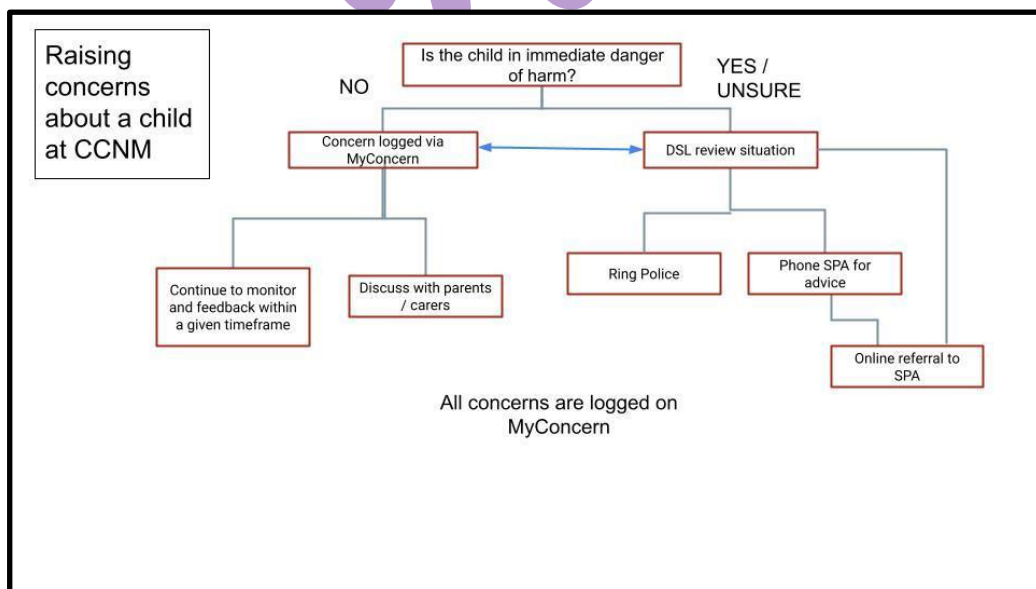 Raising
concerns
about a child
at CCNM
Is the child in immediate danger
of harm?
NO
YES /
UNSURE
Concern logged via
MyConcern
DSL review situation
Continue to monitor
and feedback within
a given timeframe
Discuss with parents
/ carers
Ring Police
Phone SPA for
advice
Online referral to
SPA
All concerns are logged on
MyConcern